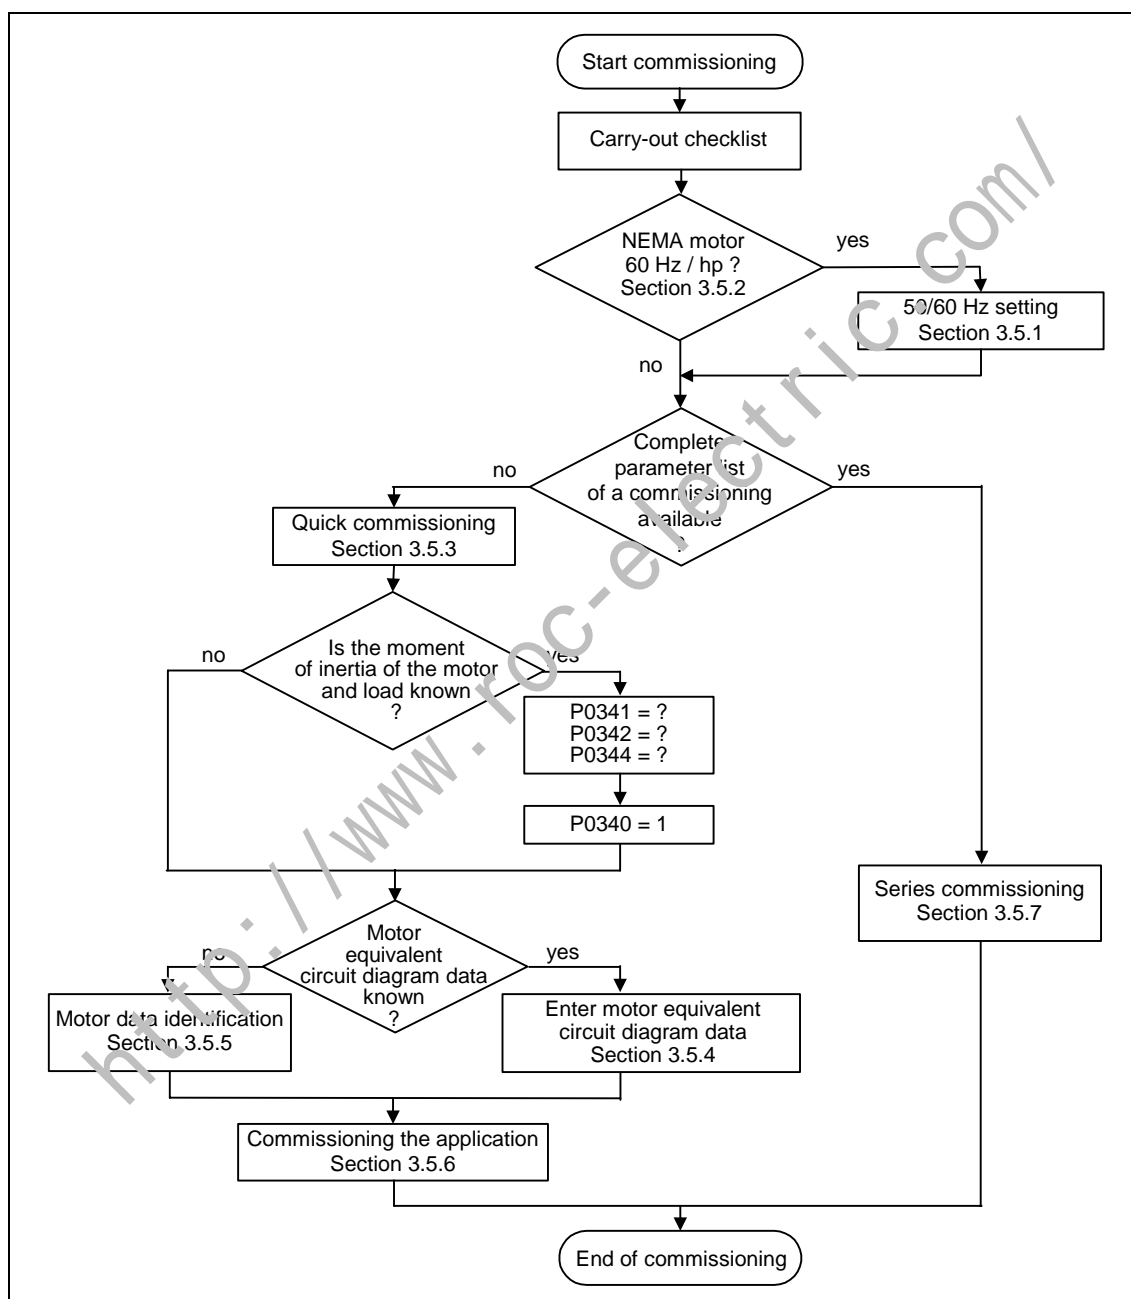 Start commissioning
Carry-out checklist
NEMA motor
60 Hz / hp ?
Section 3.5.2
yes
50/60 Hz setting
Section 3.5.1
no
Complete
parameter list
of a commissioning
available
?
no
yes
Quick commissioning
Section 3.5.3
Is the moment
of inertia of the motor
and load known
?
no
yes
P0341 = ?
P0342 = ?
P0344 = ?
P0340 = 1
Series commissioning
Section 3.5.7
Motor
equivalent
circuit diagram data
known
?
no
yes
Motor data identification
Section 3.5.5
Enter motor equivalent
circuit diagram data
Section 3.5.4
Commissioning the application
Section 3.5.6
End of commissioning
http://www.roc-electric.com/